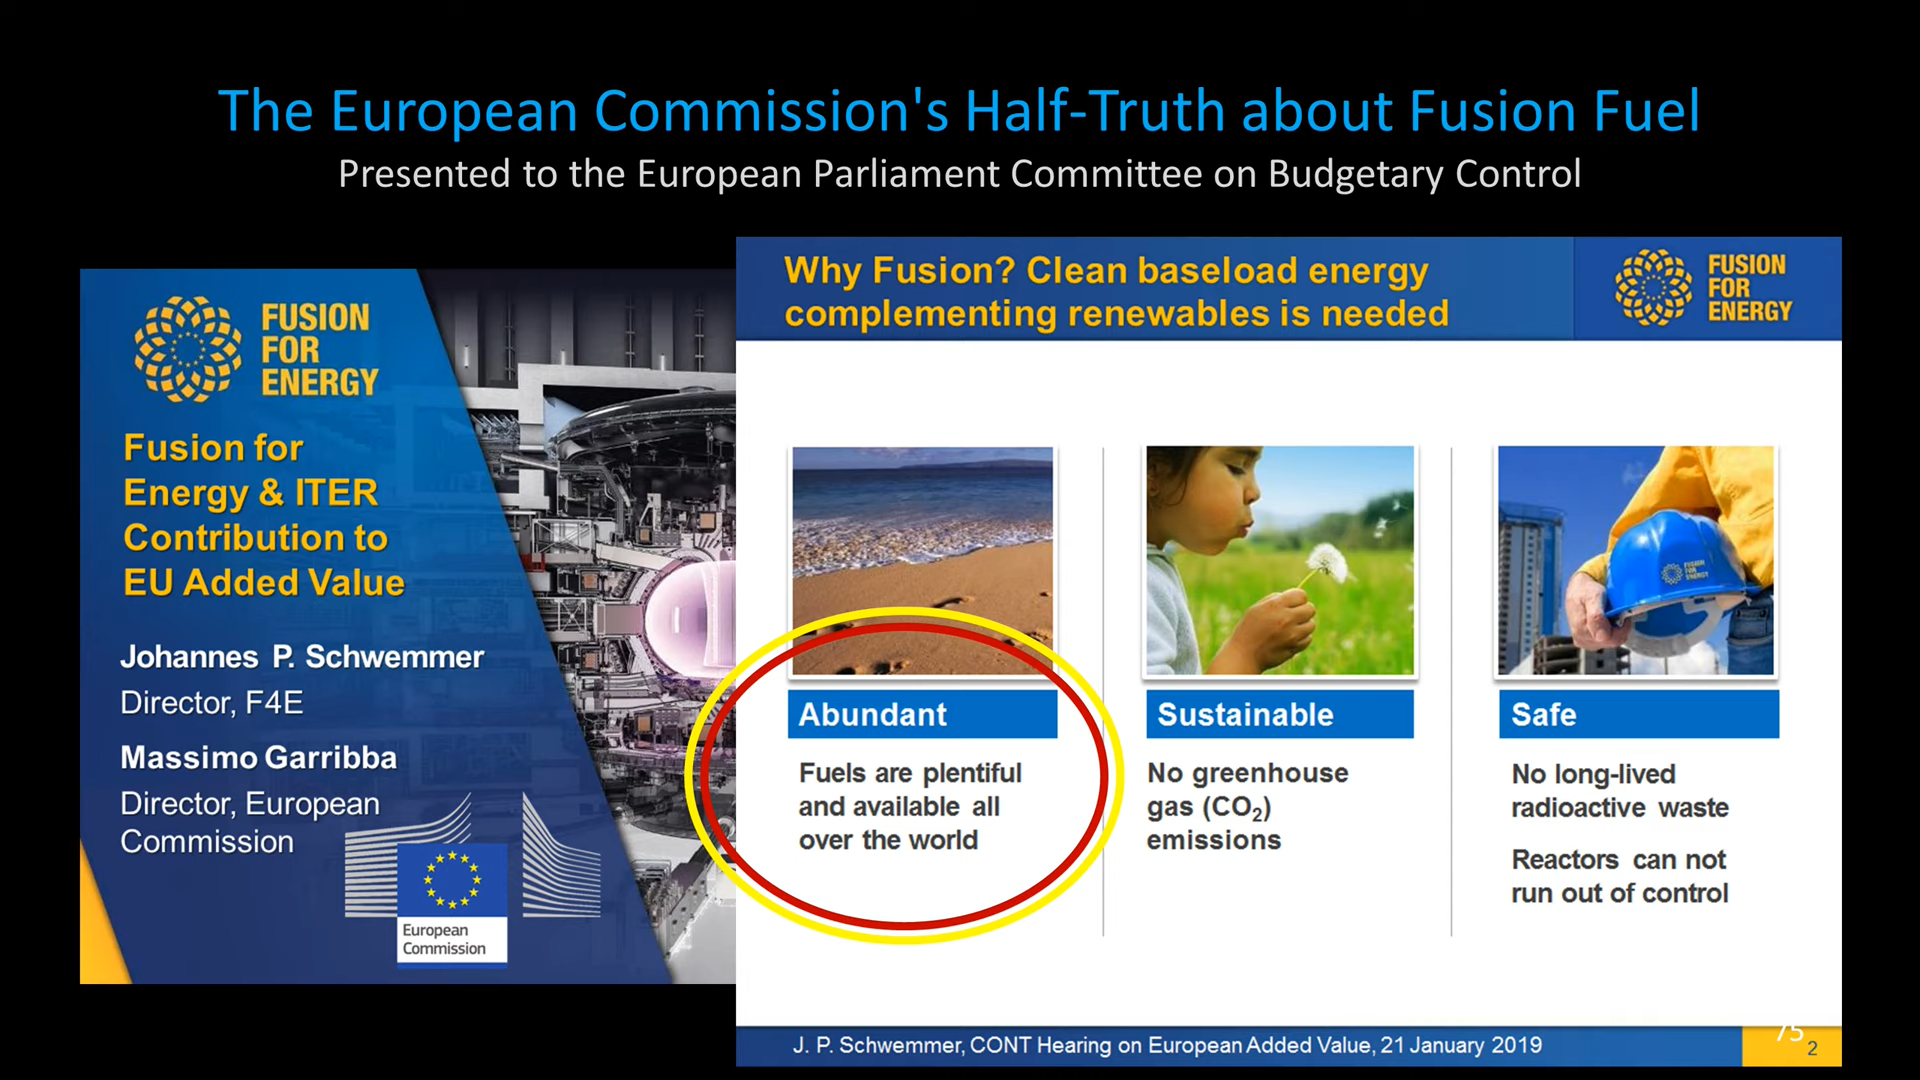 The European Commission's Half-Truth about Fusion Fuel
Presented to the European Parliament Committee on Budgetary Control
FUSION
FOR
ENERGY
Fusion for
Energy & ITER
Contribution to
EU Added Value
Johannes P. Schwemmer
Director, F4E
Massimo Garribba
Director, European
Commission
European
Commission
Why Fusion? Clean baseload energy
complementing renewables is needed
FUSION
FOR
ENERGY
Abundant
Fuels are plentiful
and available all
over the world
Sustainable
No greenhouse
gas (CO₂)
emissions
FUSION
FOR
ENERGY
Safe
No long-lived
radioactive waste
Reactors can not
run out of control
J. P. Schwemmer, CONT Hearing on European Added Value, 21 January 2019
75
2